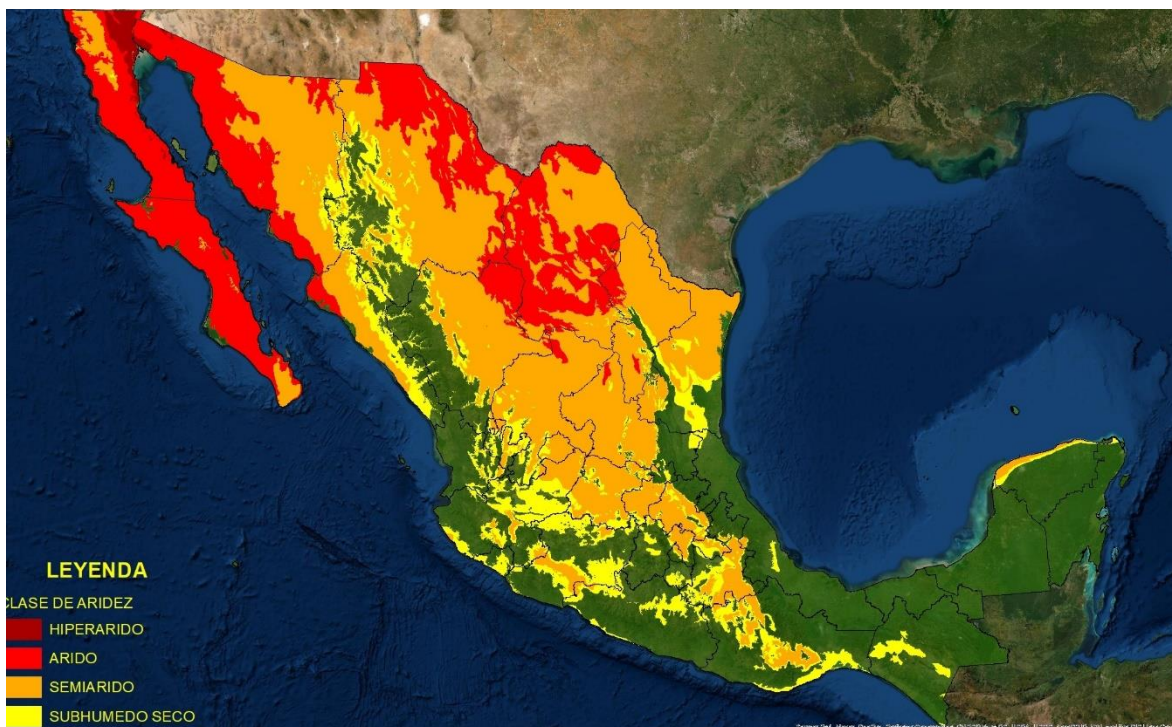 LEYENDA
CLASE DE ARIDEZ
HIPERARIDO
ARIDO
SEMIARIDO
SUBHUMEDO SECO